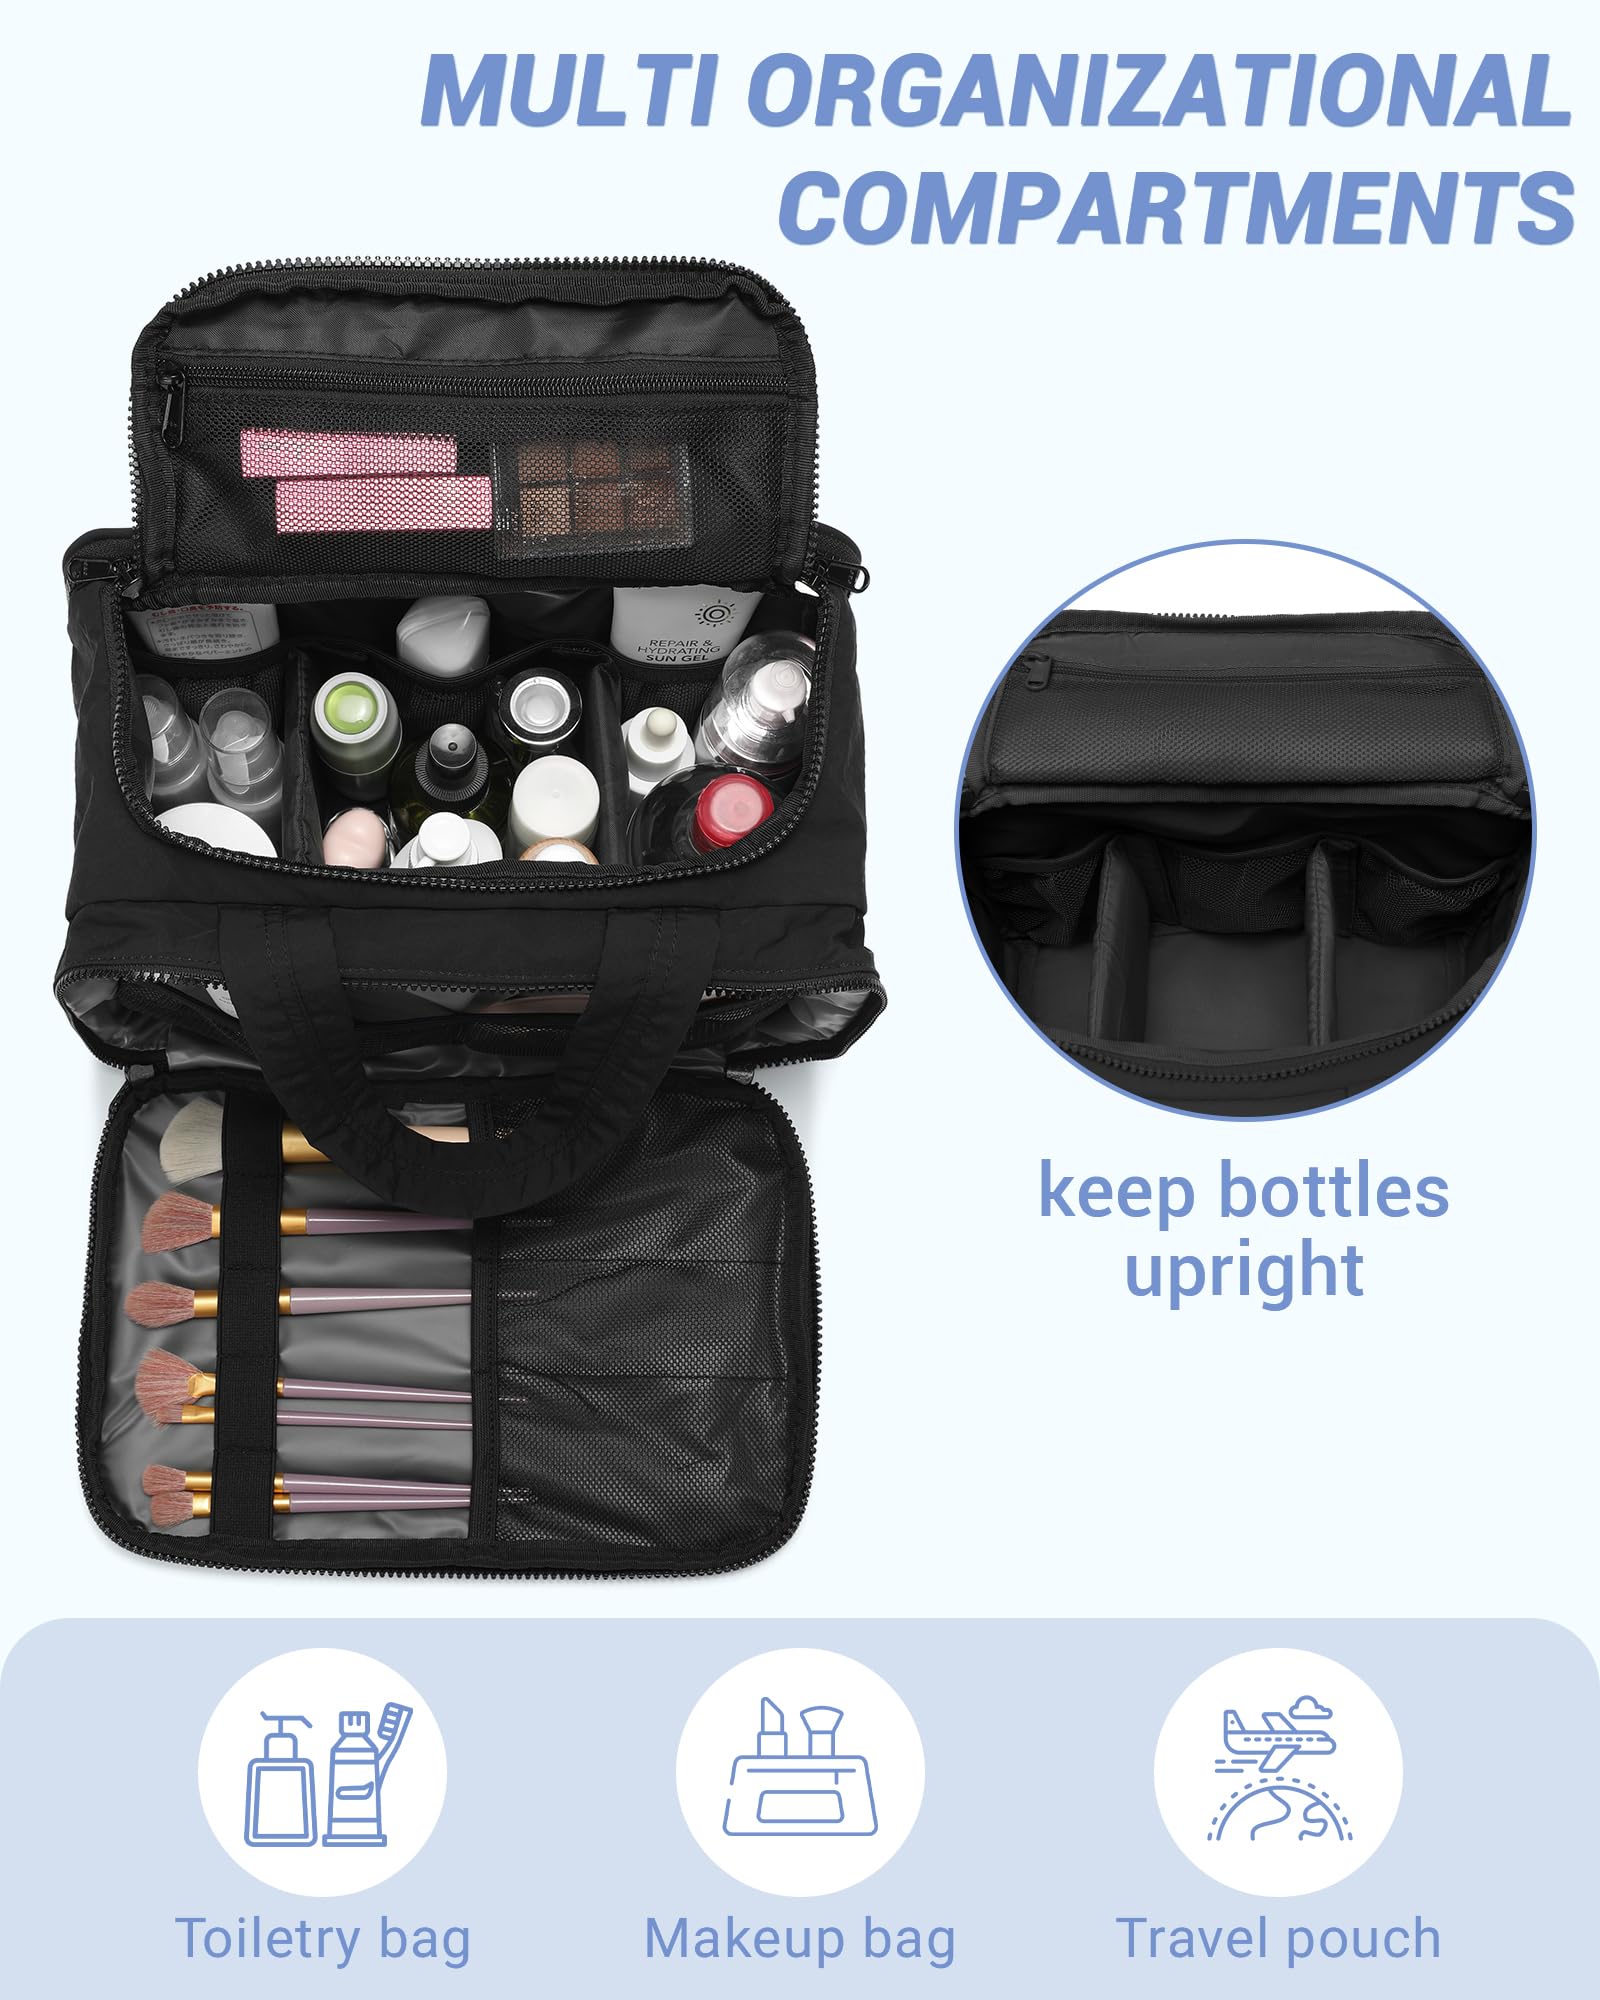 MULTI ORGANIZATIONAL
COMPARTMENTS
REPAIR &
HYDRATING
SUN GEL
keep bottles
upright
Toiletry bag
Makeup bag
Travel pouch